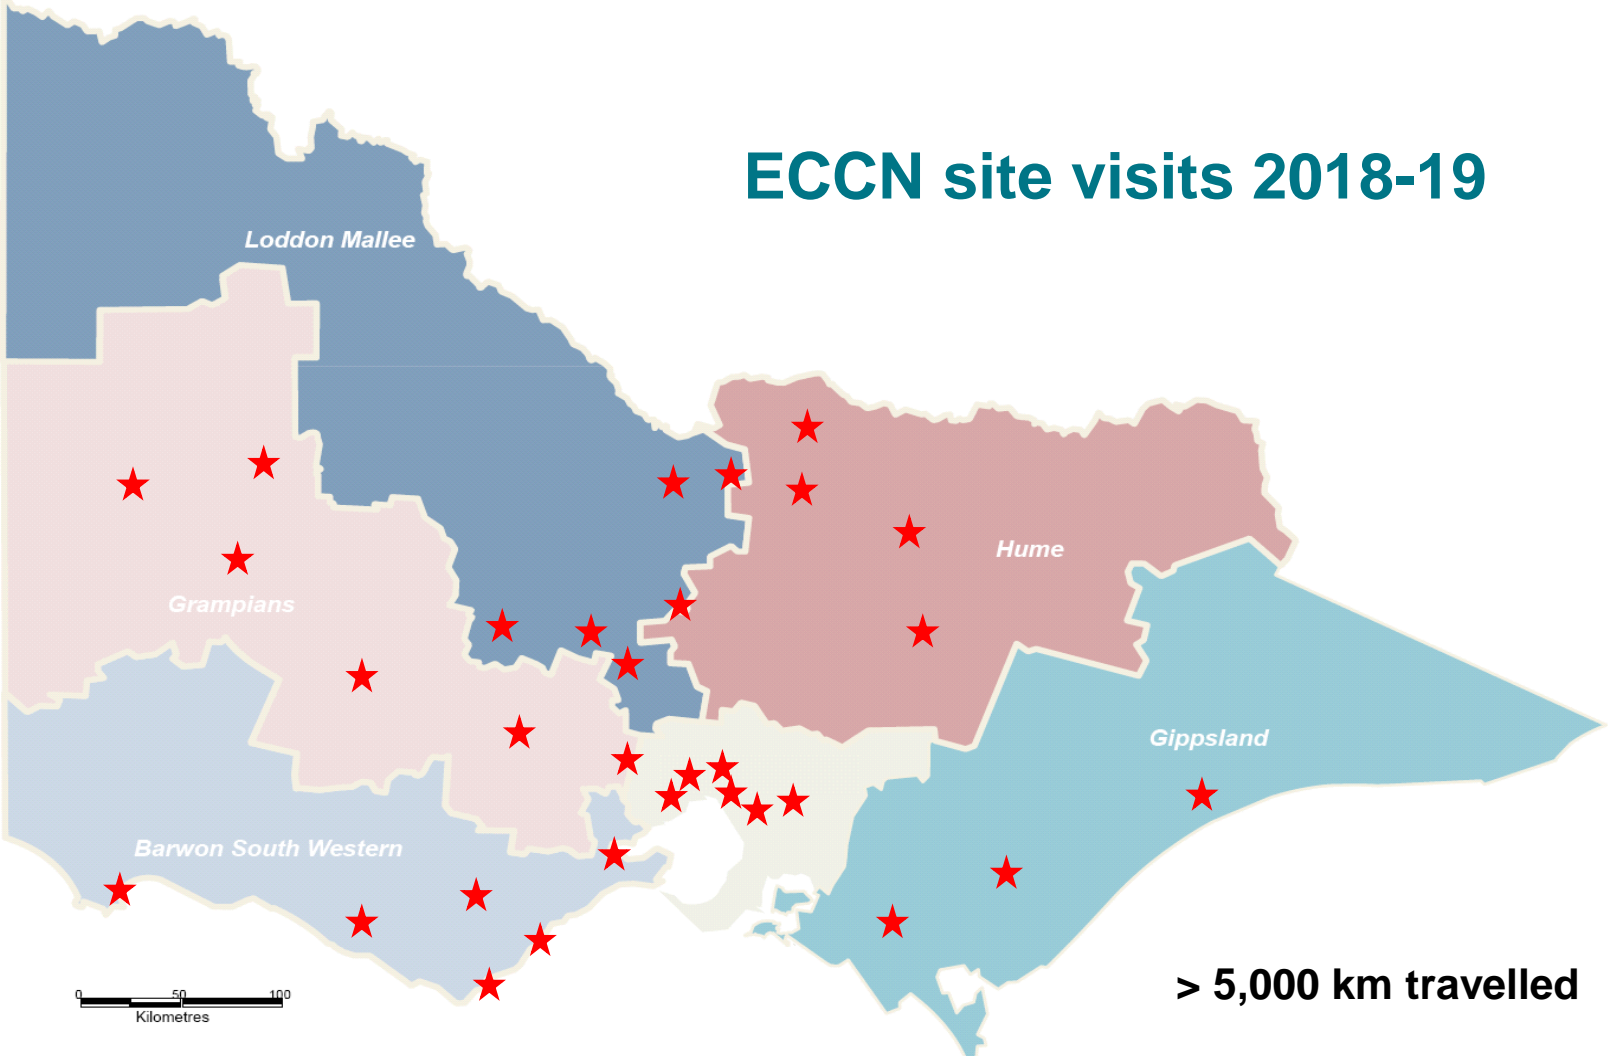 ECCN site visits 2018-19
Loddon Mallee
Hume
Grampians
Gippsland
Barwon South Western
> 5,000 km travelled
0 50 100
Kilometres